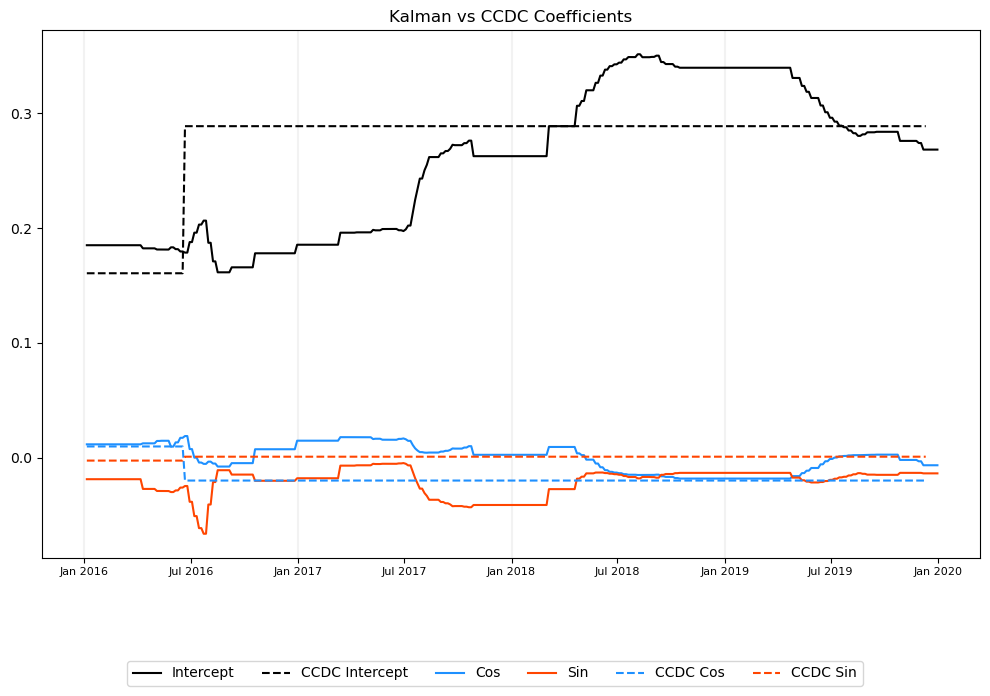 Kalman vs CCDC Coefficients
0.3
0.2
0.1
0.0
Jan 2016 Jul 2016 Jan 2017 Jul 2017 Jan 2018 Jul 2018 Jan 2019 Jul 2019 Jan 2020
Intercept CCDC Intercept Cos Sin CCDC Cos CCDC Sin